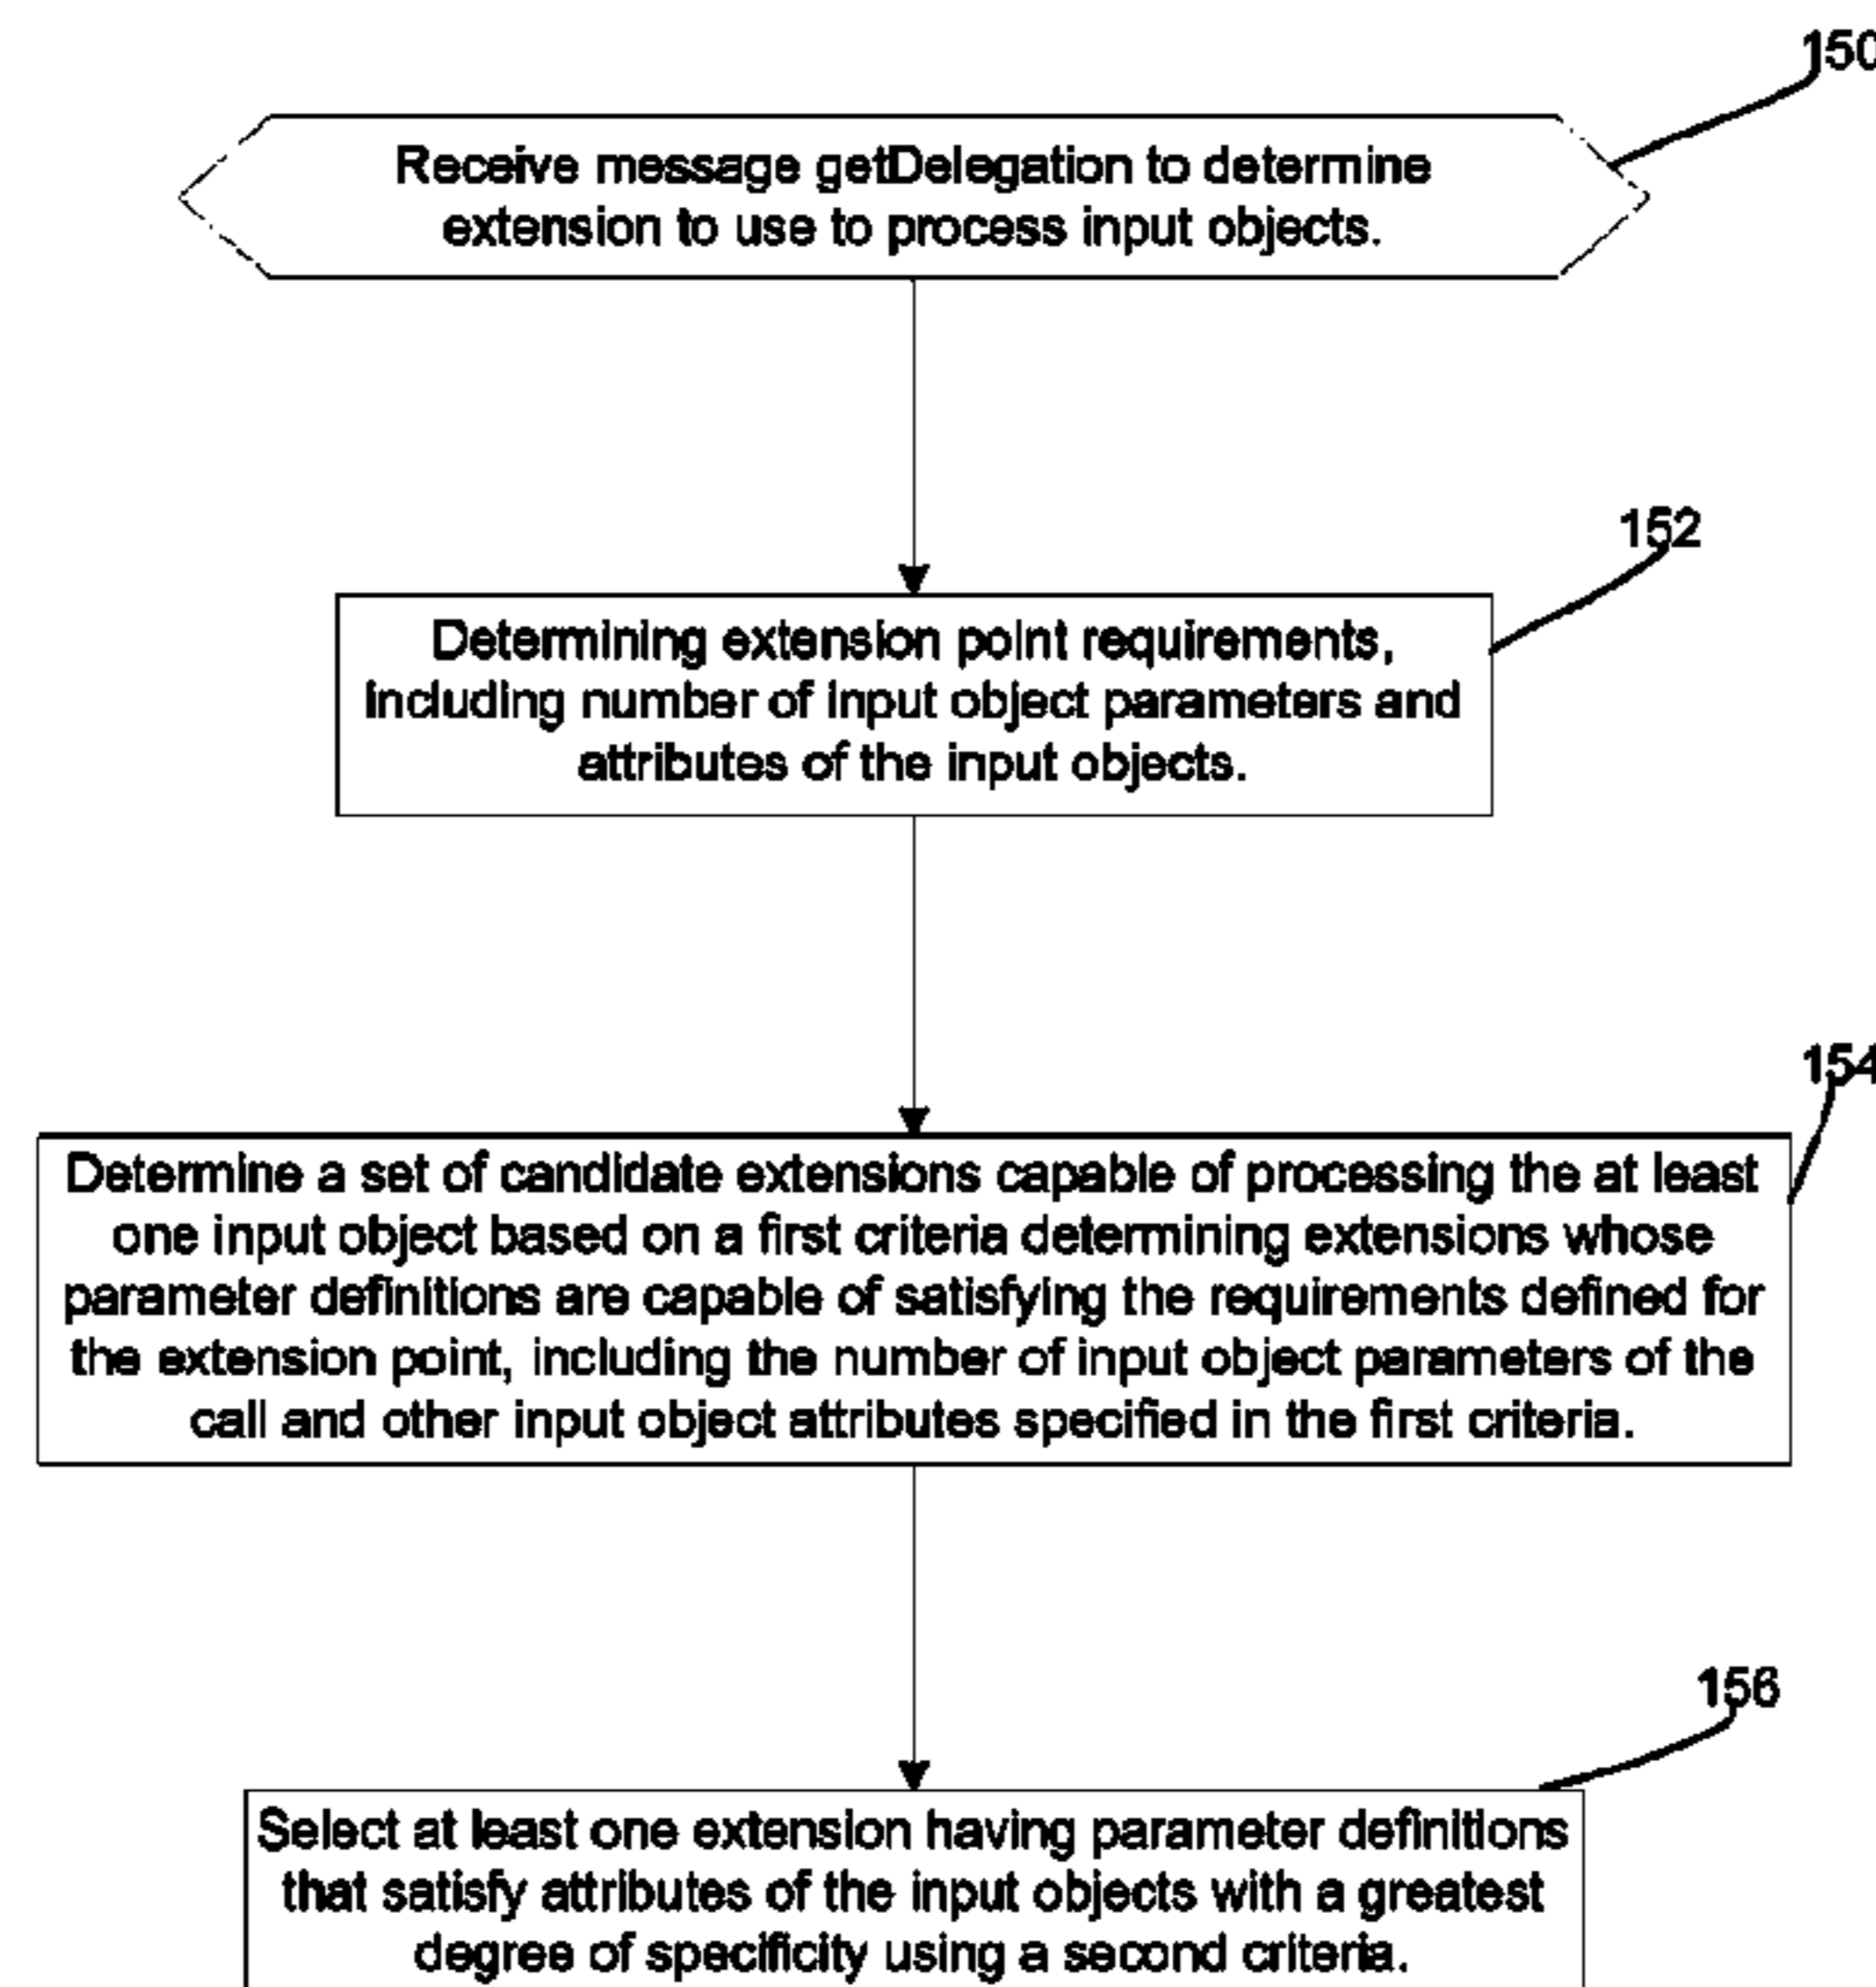 150
Receive message getDelegation to determine
extension to use to process input objects.
152
Determining extension point requirements,
including number of input object parameters and
attributes of the input objects.
154
Determine a set of candidate extensions capable of processing the at least
one input object based on a first criteria determining extensions whose
parameter definitions are capable of satisfying the requirements defined for
the extension point, including the number of input object parameters of the
call and other input object attributes specified in the first criteria.
156
Select at least one extension having parameter definitions
that satisfy attributes of the input objects with a greatest
degree of specificity using a second criteria.